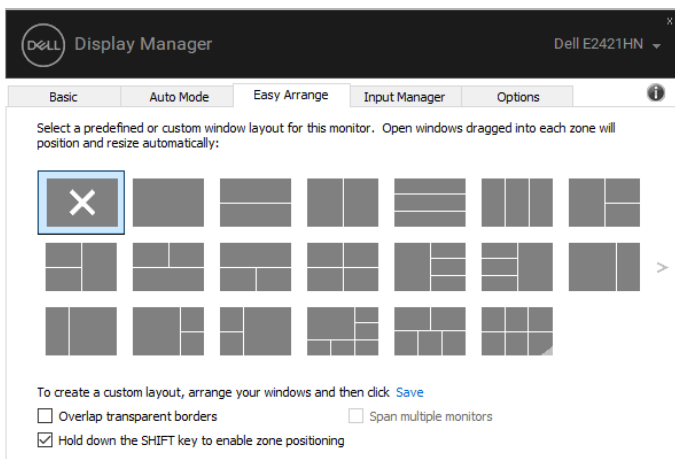 x
DELL Display Manager Dell E2421HN
Basic Auto Mode Easy Arrange Input Manager Options i
Select a predefined or custom window layout for this monitor. Open windows dragged into each zone will
position and resize automatically:
>
To create a custom layout, arrange your windows and then click Save
Overlap transparent borders Span multiple monitors
Hold down the SHIFT key to enable zone positioning